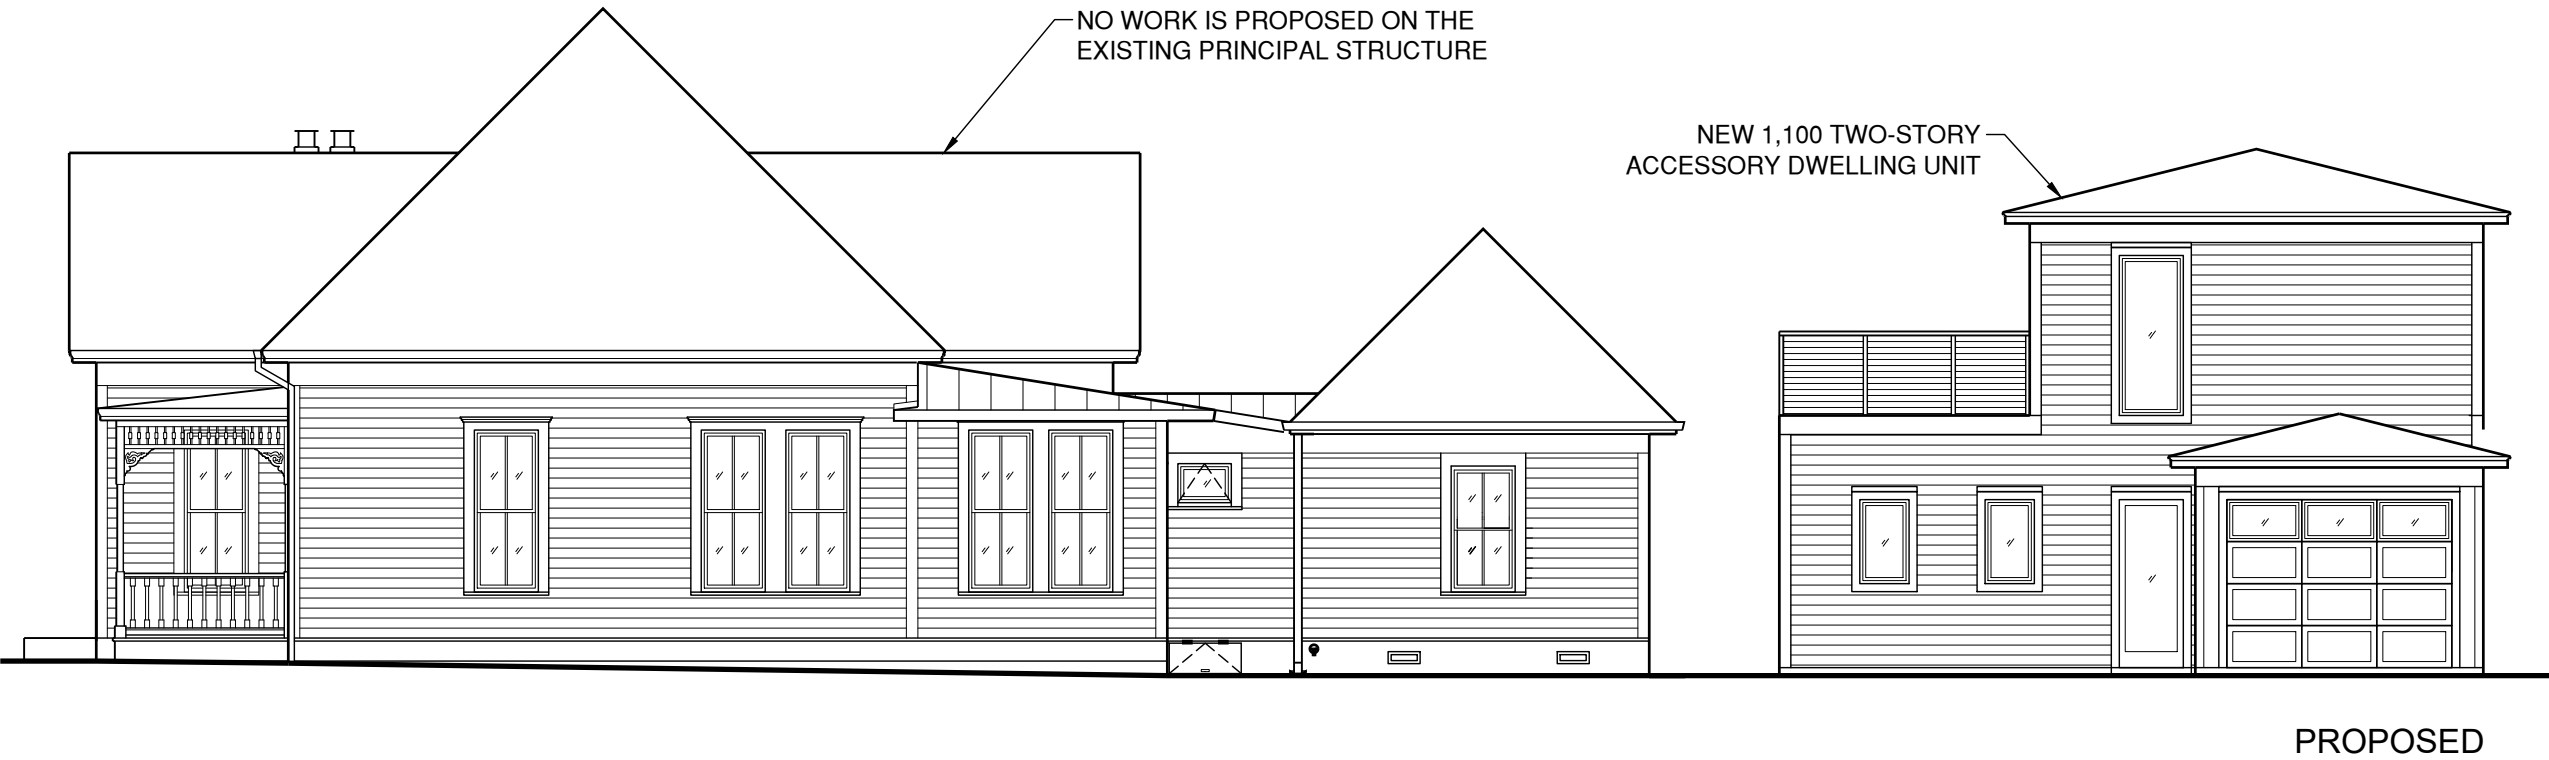 NO WORK IS PROPOSED ON THE
EXISTING PRINCIPAL STRUCTURE
NEW 1,100 TWO-STORY
ACCESSORY DWELLING UNIT
PROPOSED